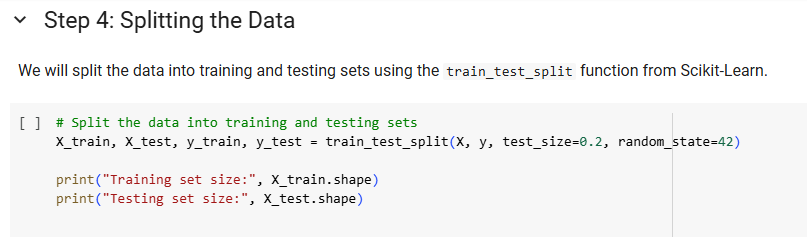 Step 4: Splitting the Data
We will split the data into training and testing sets using the train_test_split function from Scikit-Learn.
[ ] # Split the data into training and testing sets
X_train, X_test, y_train, y_test = train_test_split(X, y, test_size=0.2, random_state=42)
print("Training set size:", X_train.shape)
print("Testing set size:", X_test.shape)